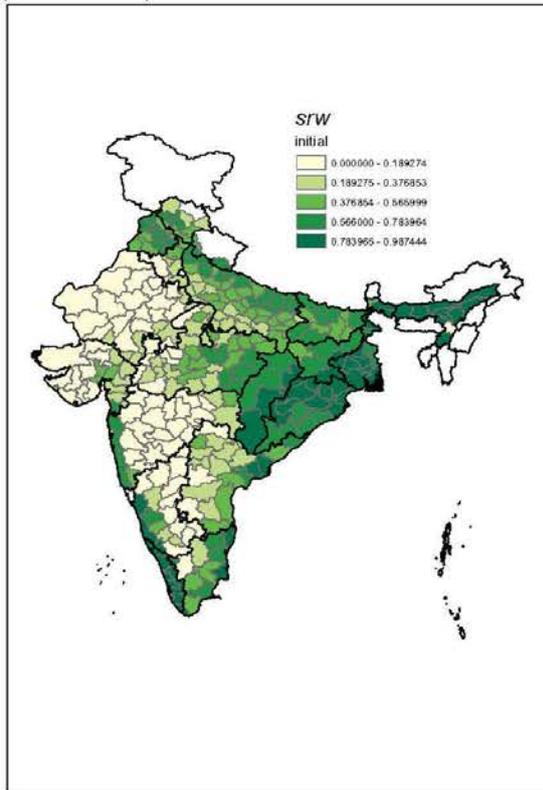 srw
initial
0.000000 - 0.189274
0.189275 - 0.376853
0.376854 - 0.565999
0.566000 - 0.783964
0.783965 - 0.987444